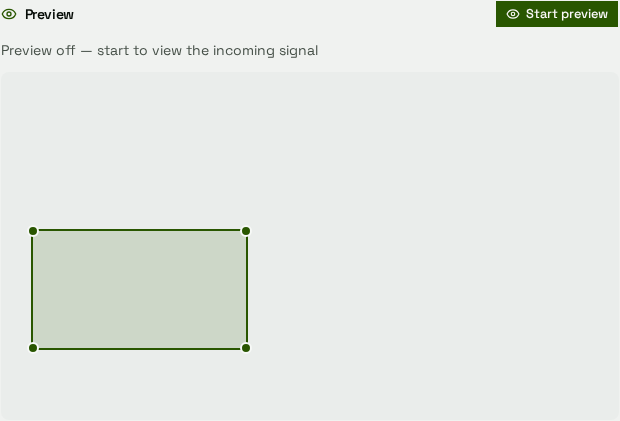 Preview
Start preview
Preview off — start to view the incoming signal